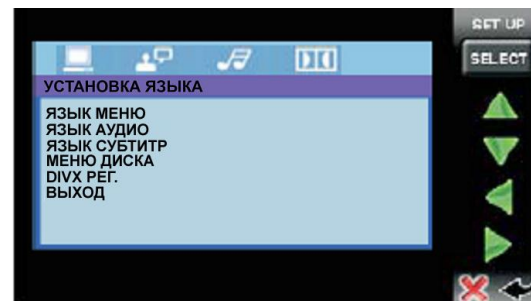 SET UP
SELECT
УСТАНОВКА ЯЗЫКА
ЯЗЫК МЕНЮ
ЯЗЫК АУДИО
ЯЗЫК СУБТИТР
МЕНЮ ДИСКА
DIVX РЕГ.
ВЫХОД